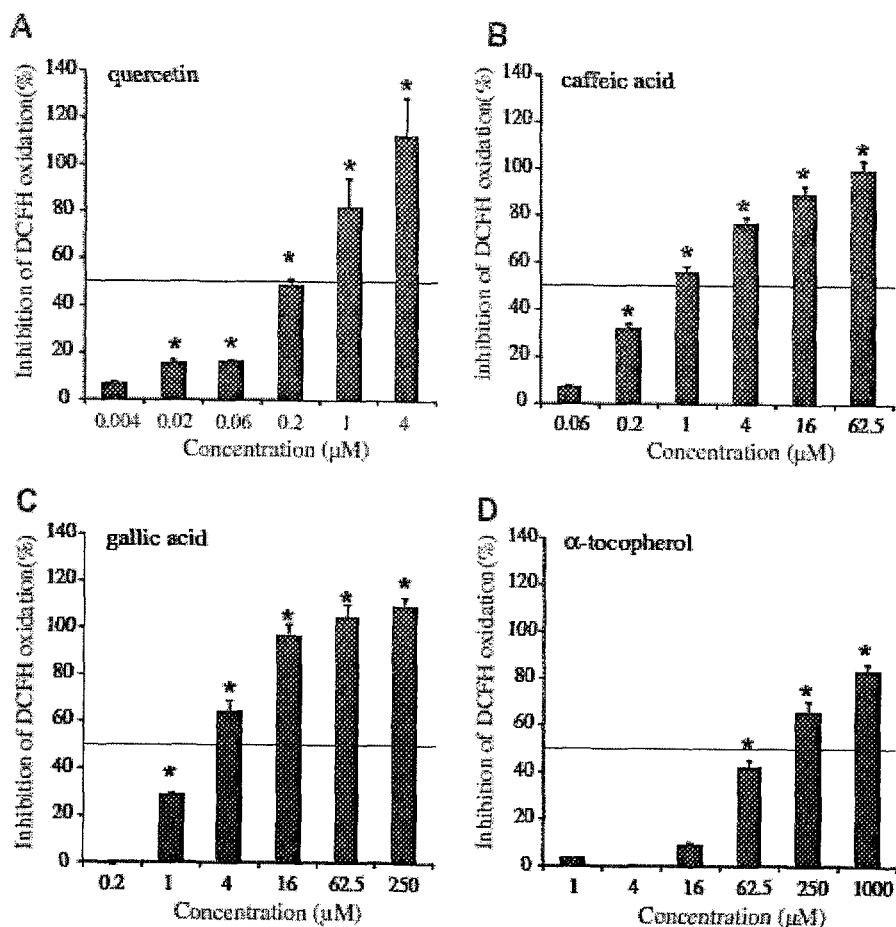 A
quercetin
Inhibition of DCFH oxidation(%)
140
120
100
80
60
40
20
0
* * * * *
0.004 0.02 0.06 0.2 1 4
Concentration (μM)
B
caffeic acid
inhibition of DCFH oxidation(%)
140
120
100
80
60
40
20
0
* * * * *
0.06 0.2 1 4 16 62.5
Concentration (μM)
C
gallic acid
Inhibition of DCFH oxidation(%)
140
120
100
80
60
40
20
0
* * * * *
0.2 1 4 16 62.5 250
Concentration (μM)
D
α-tocopherol
Inhibition of DCFH oxidation (%)
140
120
100
80
60
40
20
0
* * *
1 4 16 62.5 250 1000
Concentration (μM)